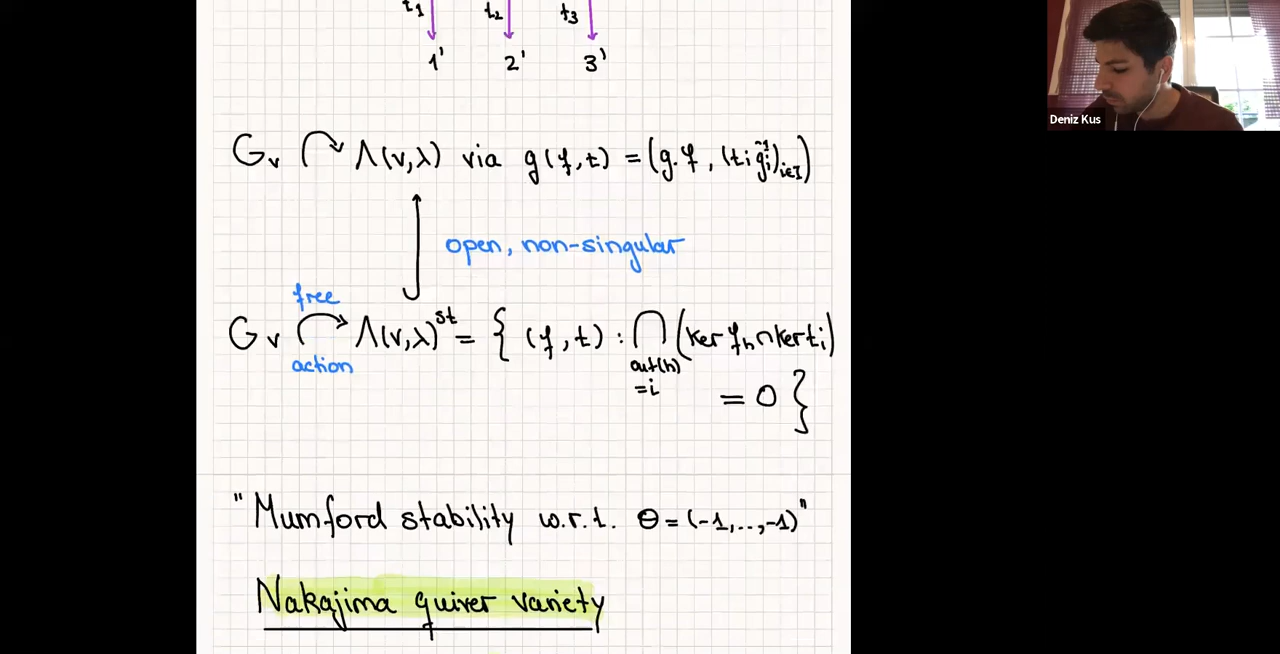 t₁ t₂ t₃
1' 2' 3'
Deniz Kus
G_v ↷ Λ(v,λ) via g(f,t) = (g.f, (t_i g_i^{-1})_{i∈I})
open, non-singular
free
G_v ↷ Λ(v,λ)^{st} = { (f,t) : ⋂ (ker f_h ∩ ker t_i)
action
out(h)
=i
= 0 }
"Mumford stability w.r.t. Θ = (-1,..,-1)"
Nakajima quiver variety